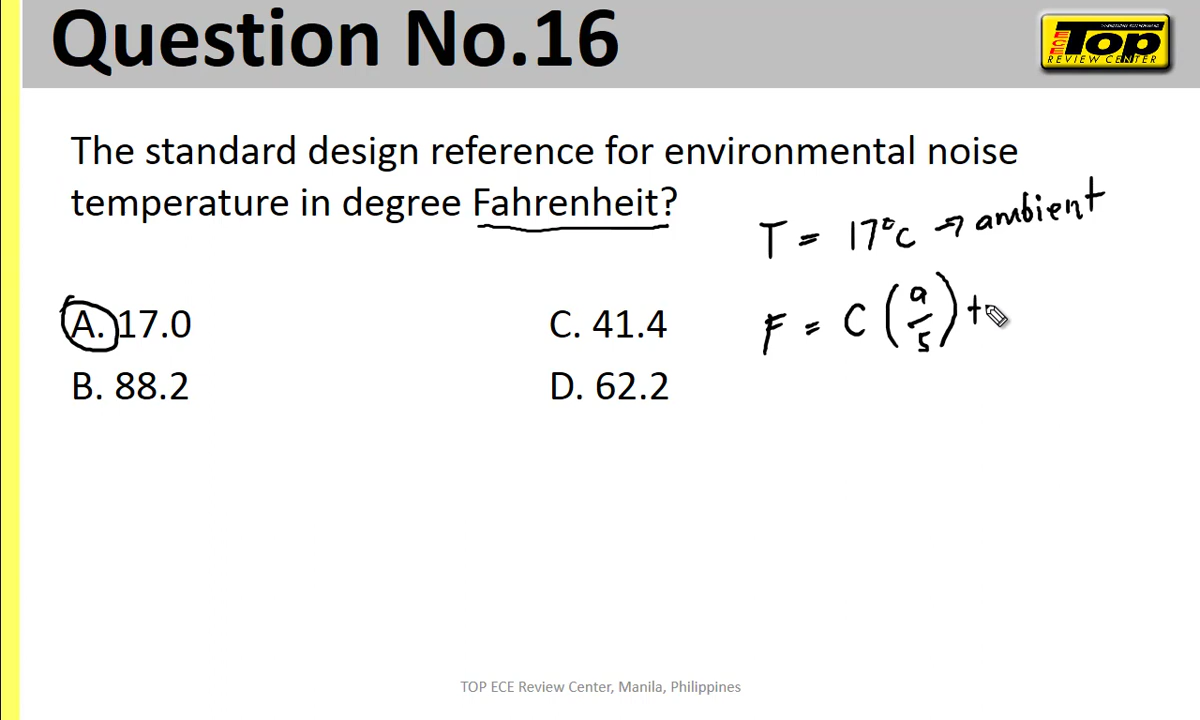 Question No.16
ECE Top
REVIEW CENTER
The standard design reference for environmental noise
temperature in degree Fahrenheit?
T = 17°C → ambient
A. 17.0
C. 41.4
F = C (9/5) +
B. 88.2
D. 62.2
TOP ECE Review Center, Manila, Philippines